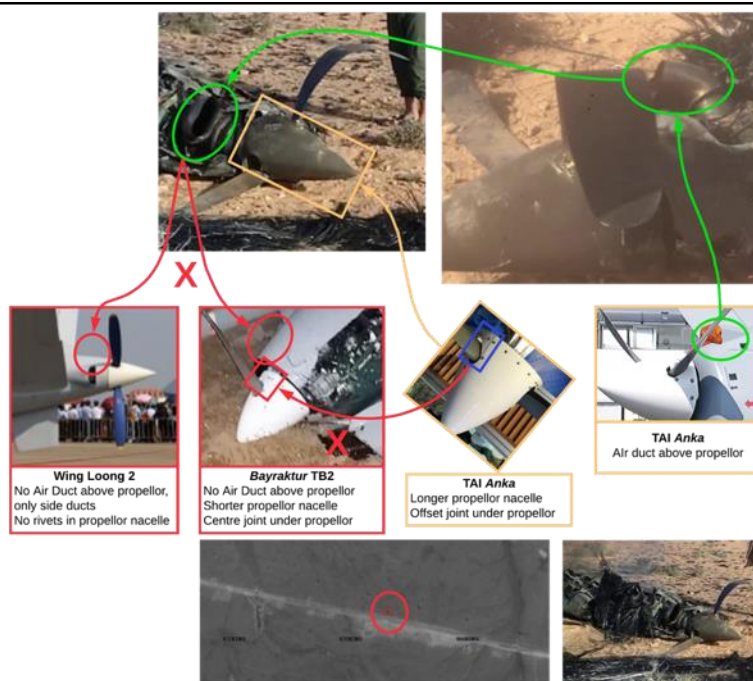 X
X
Wing Loong 2
No Air Duct above propellor,
only side ducts
No rivets in propellor nacelle
Bayraktur TB2
No Air Duct above propellor
Shorter propellor nacelle
Centre joint under propellor
TAI Anka
Longer propellor nacelle
Offset joint under propellor
TAI Anka
AIr duct above propellor